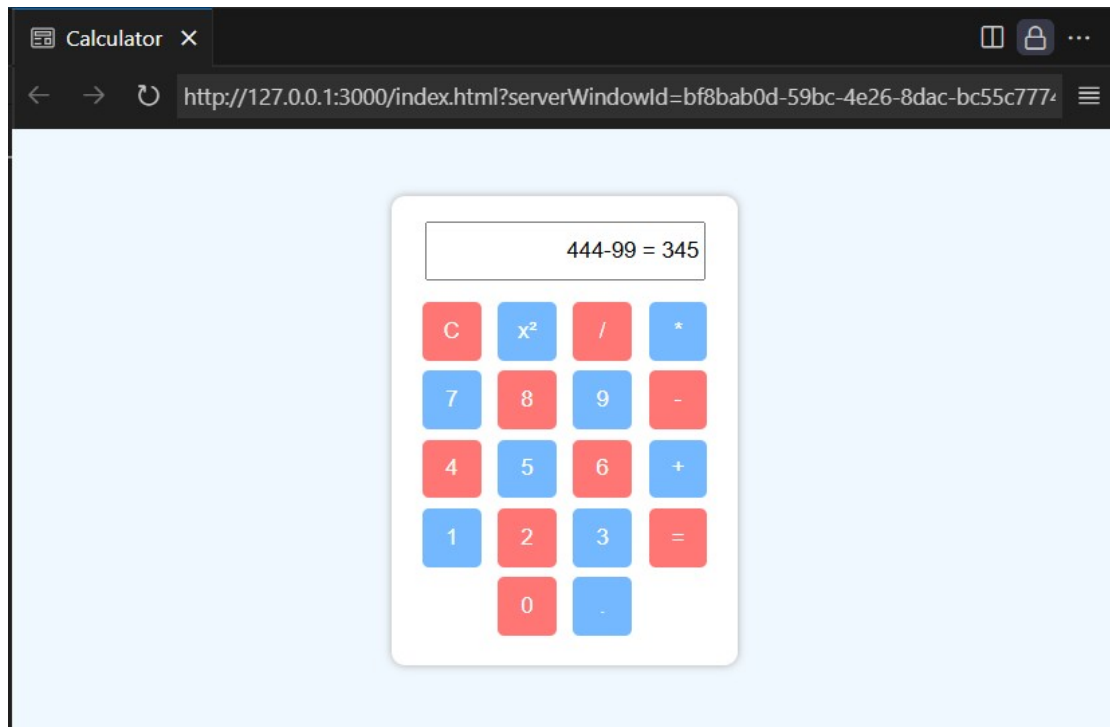 Calculator
http://127.0.0.1:3000/index.html?serverWindowId=bf8bab0d-59bc-4e26-8dac-bc55c777
444-99 = 345
C x² / *
7 8 9 -
4 5 6 +
1 2 3 =
0 .